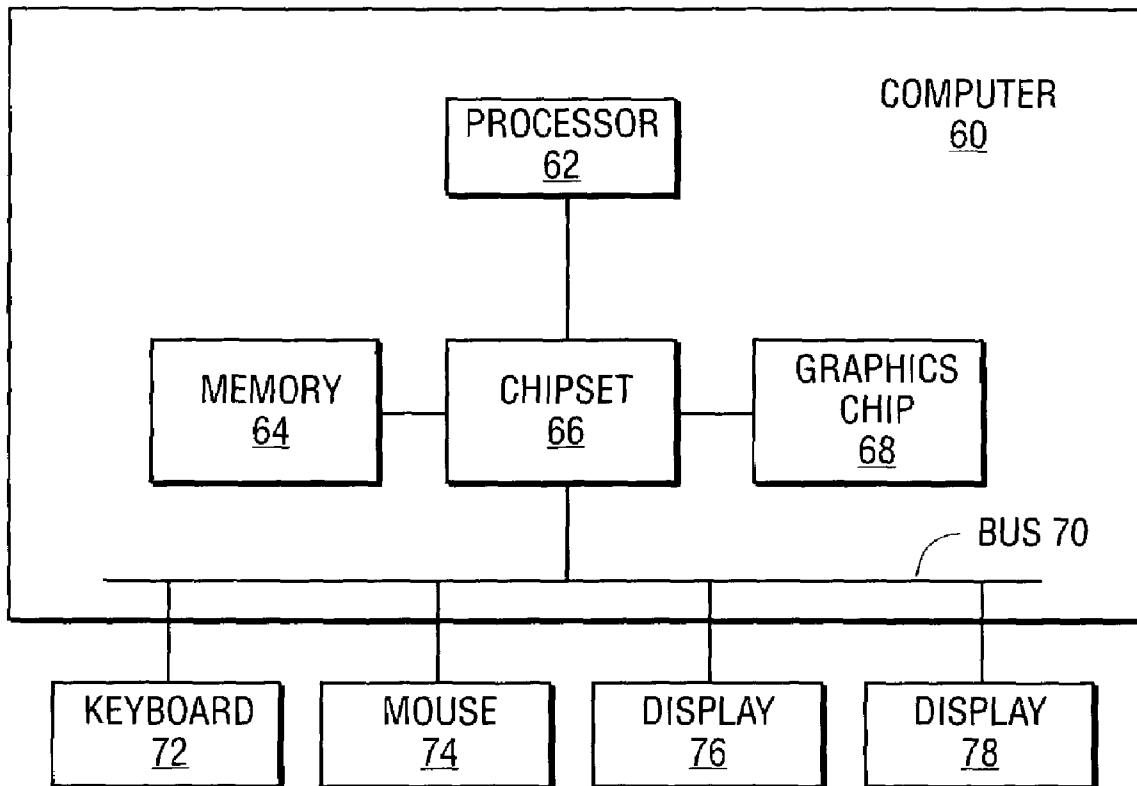 COMPUTER
60
PROCESSOR
62
MEMORY
64
CHIPSET
66
GRAPHICS
CHIP
68
BUS 70
KEYBOARD
72
MOUSE
74
DISPLAY
76
DISPLAY
78